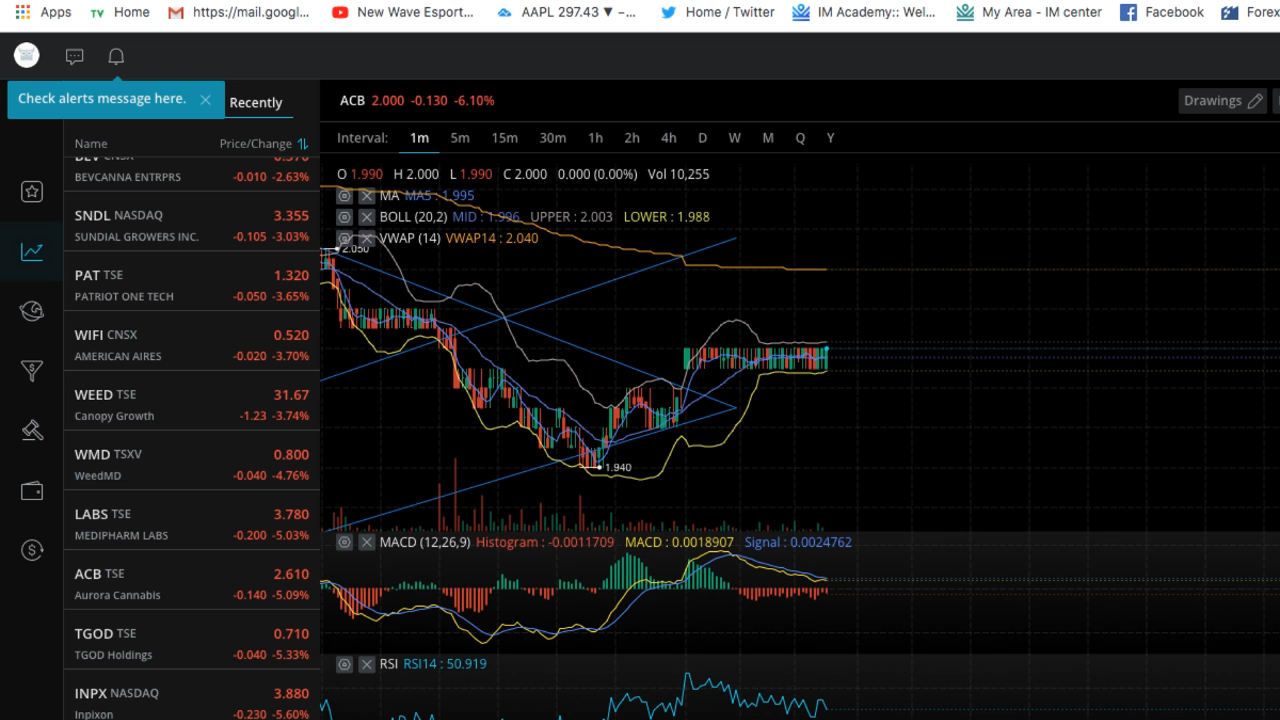 Apps TV Home https://mail.googl... New Wave Esport... AAPL 297.43 ▼ −... Home / Twitter IM Academy:: Wel... My Area - IM center Facebook Forex
Check alerts message here. Recently
Name Price/Change
BEVCANNA ENTRPRS -0.010 -2.63%
SNDL NASDAQ 3.355
SUNDIAL GROWERS INC. -0.105 -3.03%
PAT TSE 1.320
PATRIOT ONE TECH -0.050 -3.65%
WIFI CNSX 0.520
AMERICAN AIRES -0.020 -3.70%
WEED TSE 31.67
Canopy Growth -1.23 -3.74%
WMD TSXV 0.800
WeedMD -0.040 -4.76%
LABS TSE 3.780
MEDIPHARM LABS -0.200 -5.03%
ACB TSE 2.610
Aurora Cannabis -0.140 -5.09%
TGOD TSE 0.710
TGOD Holdings -0.040 -5.33%
INPX NASDAQ 3.880
Inpixon -0.230 -5.60%
ACB 2.000 -0.130 -6.10% Drawings
Interval: 1m 5m 15m 30m 1h 2h 4h D W M Q Y
O 1.990 H 2.000 L 1.990 C 2.000 0.000 (0.00%) Vol 10,255
MA MA5 : 1.995
BOLL (20,2) MID : 1.996 UPPER : 2.003 LOWER : 1.988
VWAP (14) VWAP14 : 2.040
2.050
1.940
MACD (12,26,9) Histogram : -0.0011709 MACD : 0.0018907 Signal : 0.0024762
RSI RSI14 : 50.919